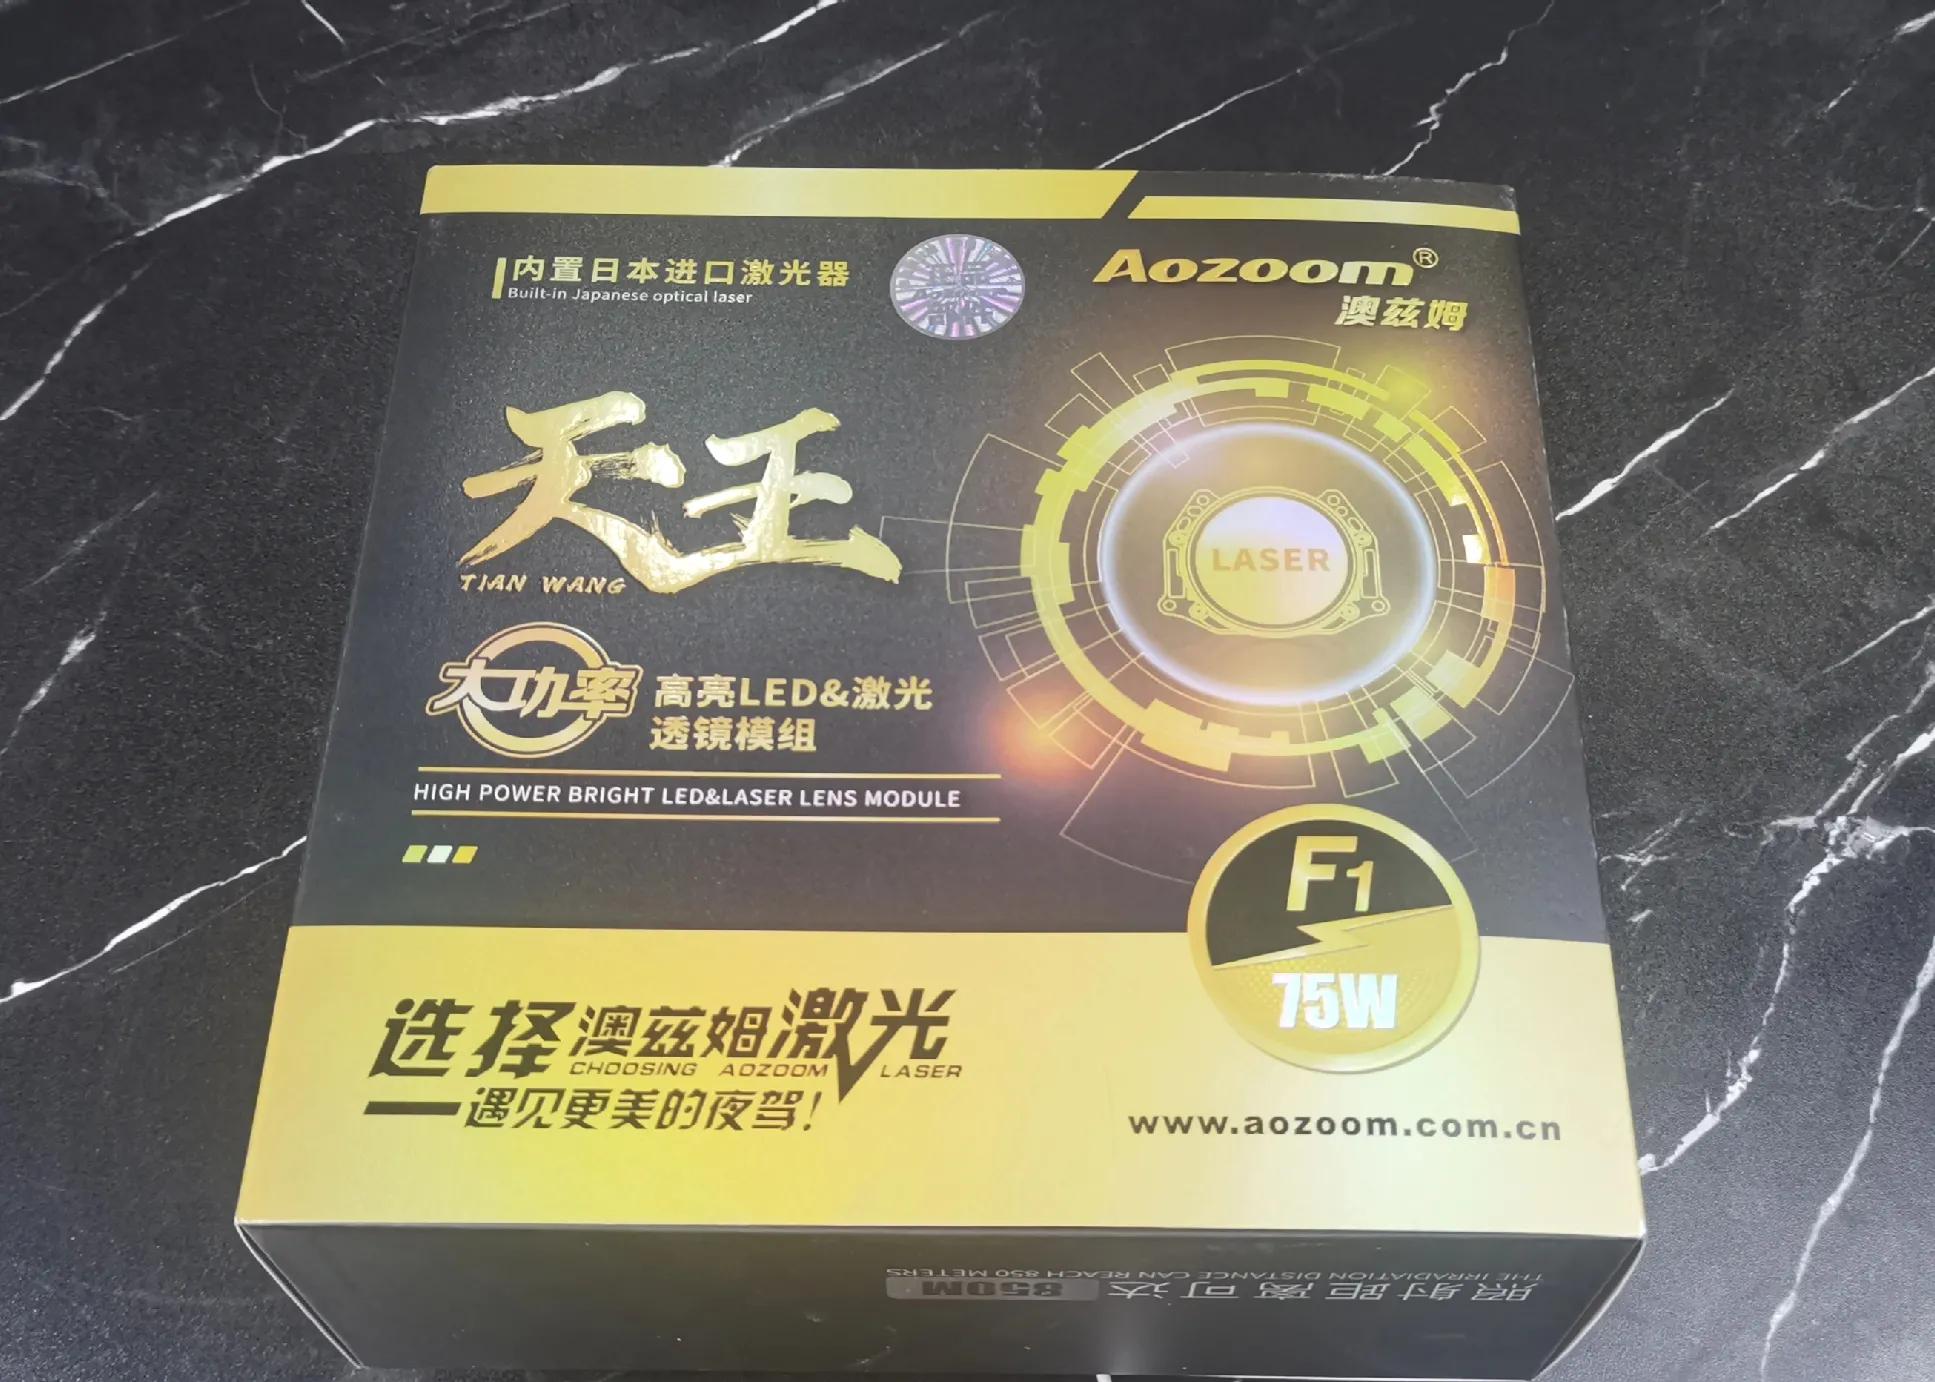 内置日本进口激光器
Built-in Japanese optical laser
Aozoom®
澳兹姆
天王
TIAN WANG
LASER
大功率
高亮LED&激光
透镜模组
HIGH POWER BRIGHT LED&LASER LENS MODULE
F1
75W
选择澳兹姆激光
CHOOSING AOZOOM LASER
遇见更美的夜驾!
www.aozoom.com.cn
照射距离可达 850M
THE IRRADIATION DISTANCE CAN REACH 850 METERS